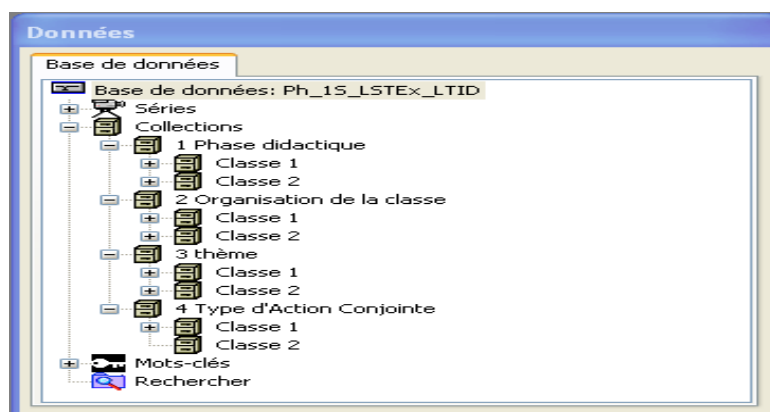 Données
Base de données
Base de données: Ph_1S_LSTEx_LTID
Séries
Collections
1 Phase didactique
Classe 1
Classe 2
2 Organisation de la classe
Classe 1
Classe 2
3 thème
Classe 1
Classe 2
4 Type d'Action Conjointe
Classe 1
Classe 2
Mots-clés
Rechercher